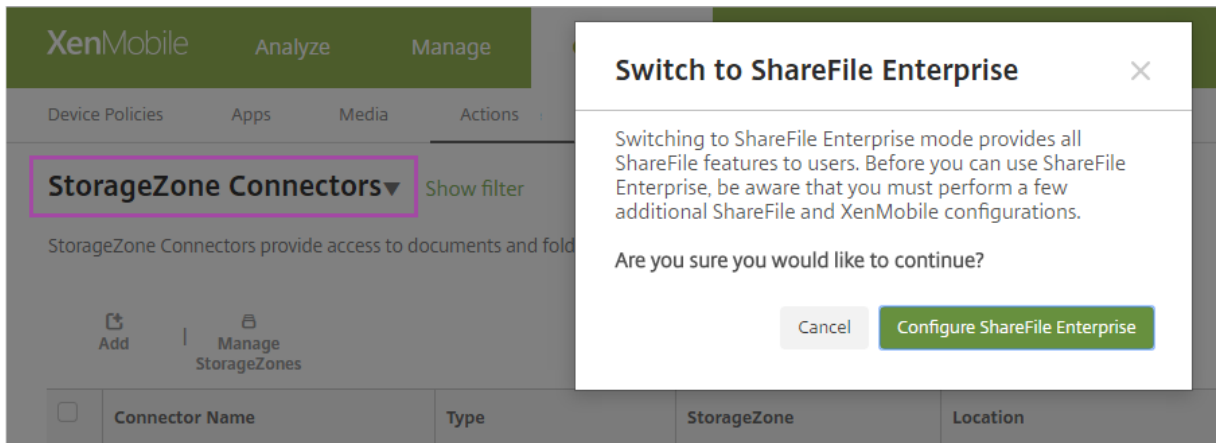 XenMobile Analyze Manage
Device Policies Apps Media Actions
StorageZone Connectors Show filter
StorageZone Connectors provide access to documents and fold
Add Manage
StorageZones
Connector Name Type StorageZone Location
Switch to ShareFile Enterprise
Switching to ShareFile Enterprise mode provides all
ShareFile features to users. Before you can use ShareFile
Enterprise, be aware that you must perform a few
additional ShareFile and XenMobile configurations.
Are you sure you would like to continue?
Cancel Configure ShareFile Enterprise